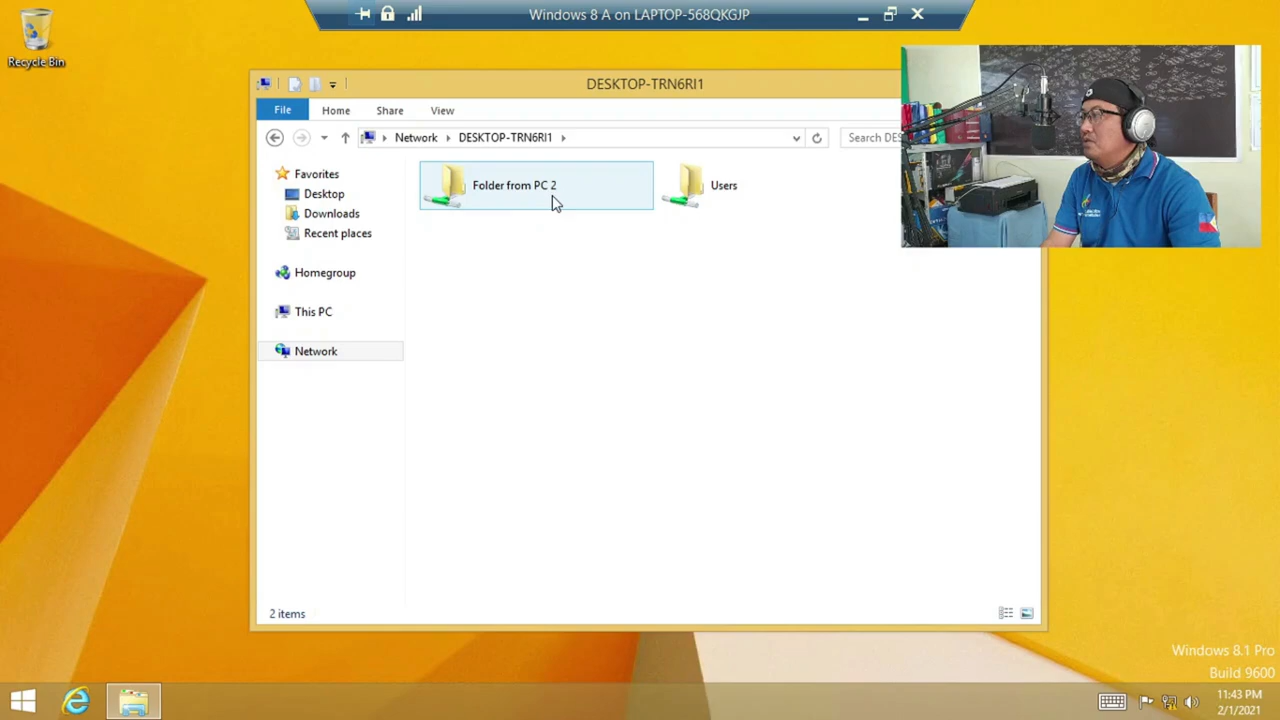 Windows 8 A on LAPTOP-568QKGJP
Recycle Bin
DESKTOP-TRN6RI1
File Home Share View
Network DESKTOP-TRN6RI1
Search DES
Favorites
Desktop
Downloads
Recent places
Homegroup
This PC
Network
Folder from PC 2
Users
2 items
Windows 8.1 Pro
Build 9600
11:43 PM
2/1/2021